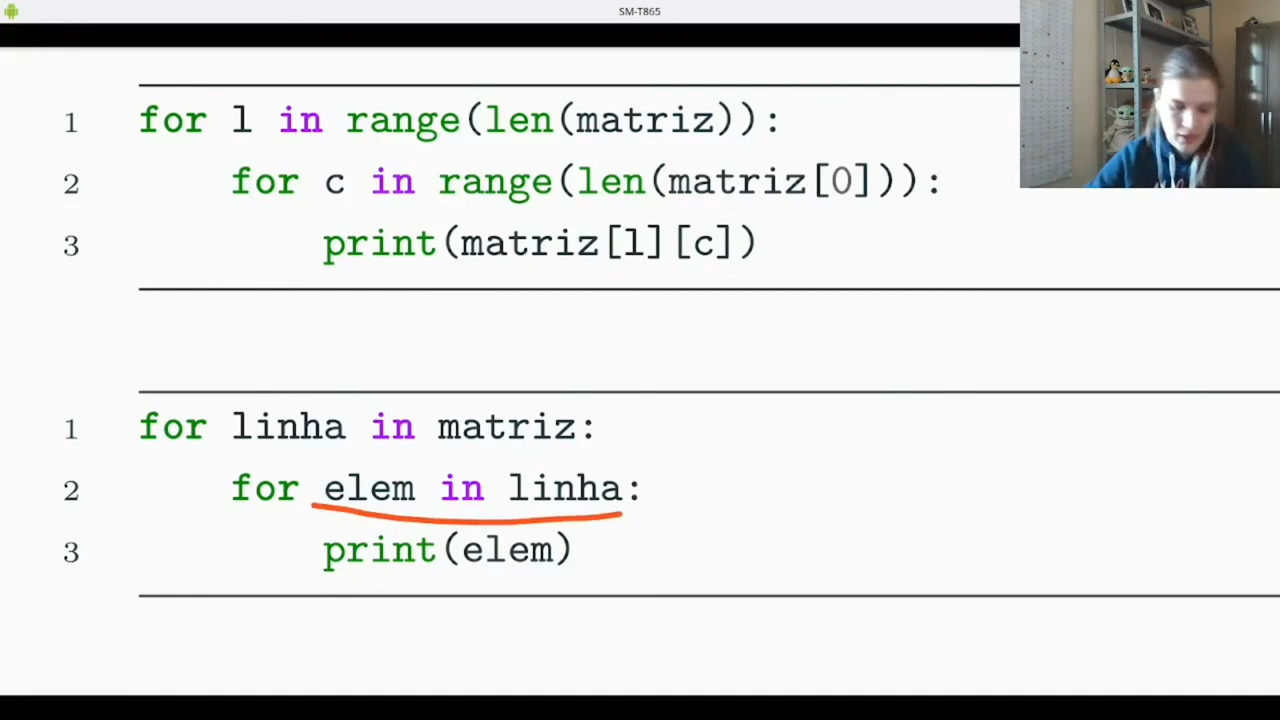 SM-T865
1 for l in range(len(matriz)):
2 for c in range(len(matriz[0])):
3 print(matriz[l][c])
1 for linha in matriz:
2 for elem in linha:
3 print(elem)